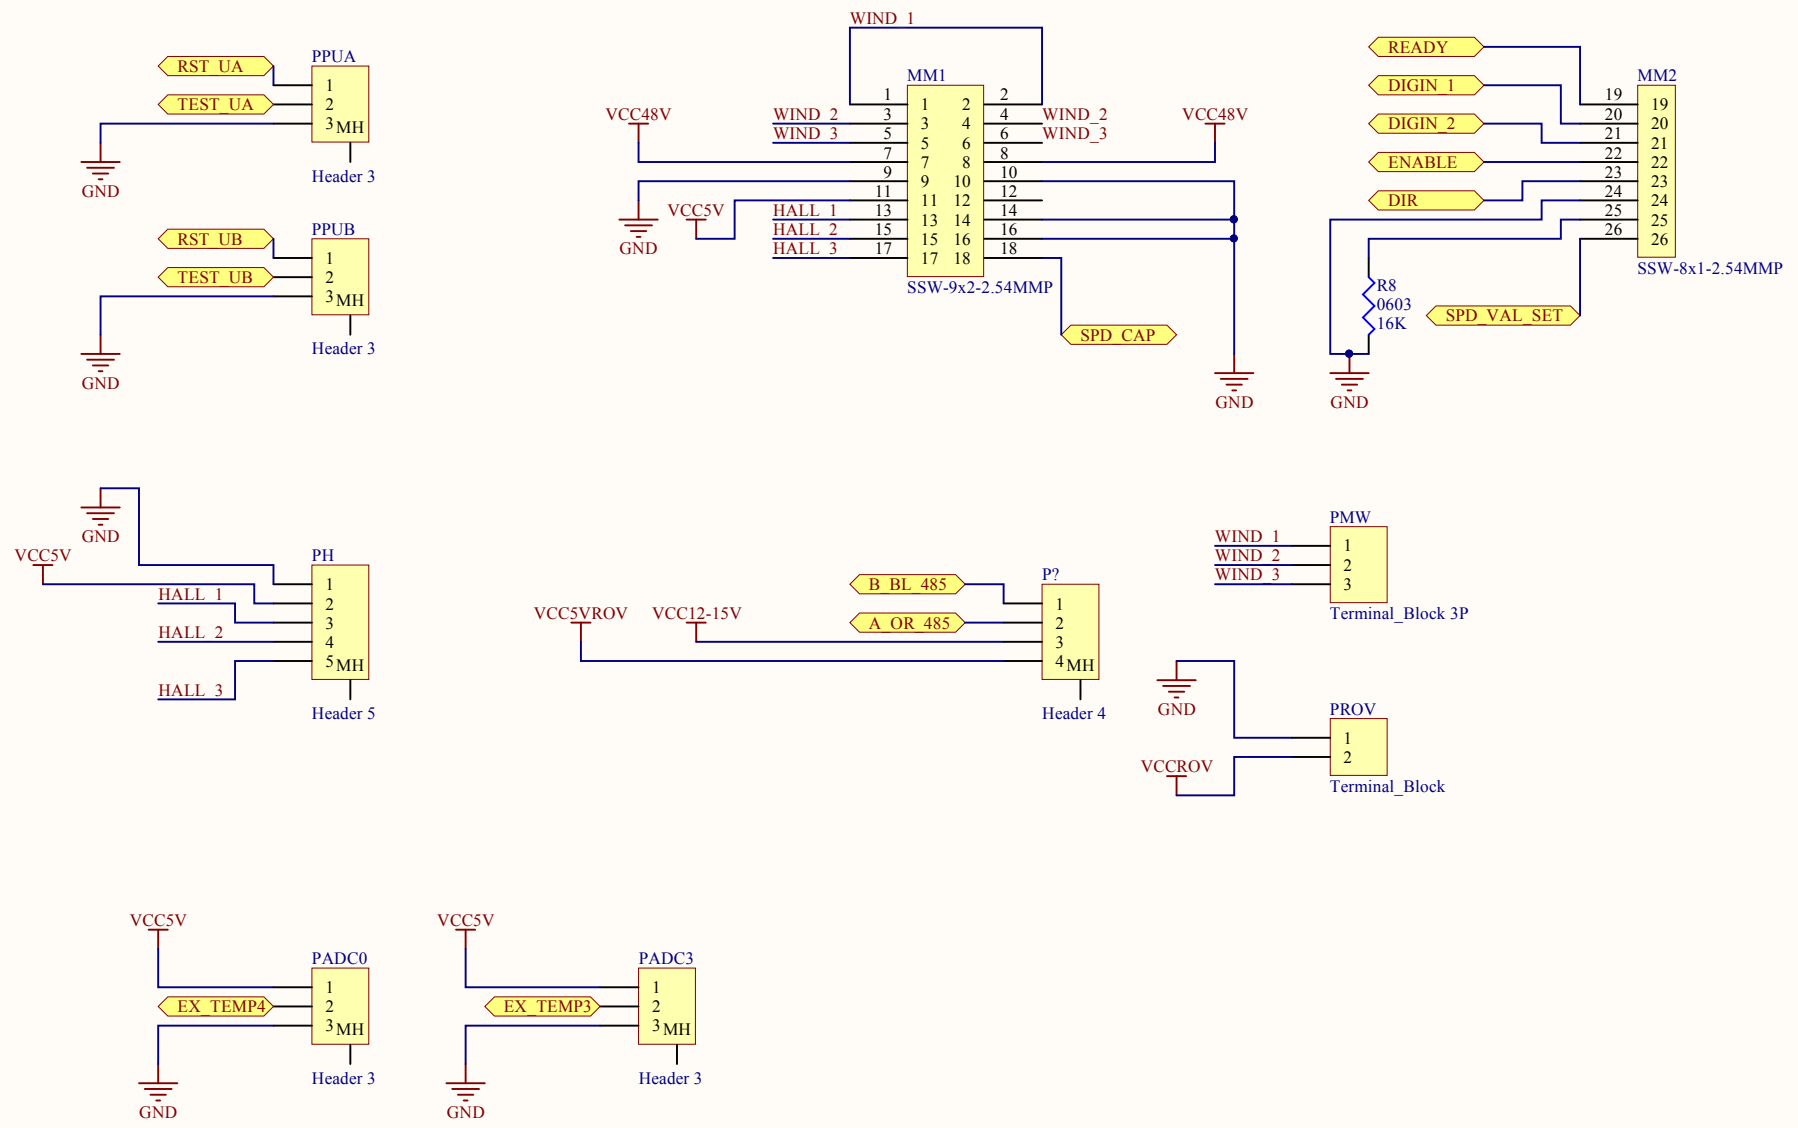 PPUA
RST_UA
TEST_UA
1
2
3 MH
GND
Header 3
PPUB
RST_UB
TEST_UB
1
2
3 MH
GND
Header 3
WIND_1
MM1
1 1 2 2
WIND_2 3 3 4 4 WIND_2
WIND_3 5 5 6 6 WIND_3
VCC48V 7 7 8 8 VCC48V
9 9 10 10
11 11 12 12
HALL_1 13 13 14 14
HALL_2 15 15 16 16
HALL_3 17 17 18 18
GND
VCC5V
SSW-9x2-2.54MMP
SPD_CAP
GND
READY
DIGIN_1
DIGIN_2
ENABLE
DIR
MM2
19 19
20 20
21 21
22 22
23 23
24 24
25 25
26 26
SSW-8x1-2.54MMP
R8
0603
16K
SPD_VAL_SET
GND
GND
VCC5V
PH
HALL_1
HALL_2
HALL_3
1
2
3
4
5 MH
Header 5
P?
B_BL_485
A_OR_485
VCC5VROV
VCC12-15V
1
2
3
4 MH
Header 4
PMW
WIND_1 1
WIND_2 2
WIND_3 3
Terminal_Block 3P
GND
PROV
VCCROV
1
2
Terminal_Block
VCC5V
PADC0
1
EX_TEMP4 2
3 MH
Header 3
GND
VCC5V
PADC3
1
EX_TEMP3 2
3 MH
Header 3
GND